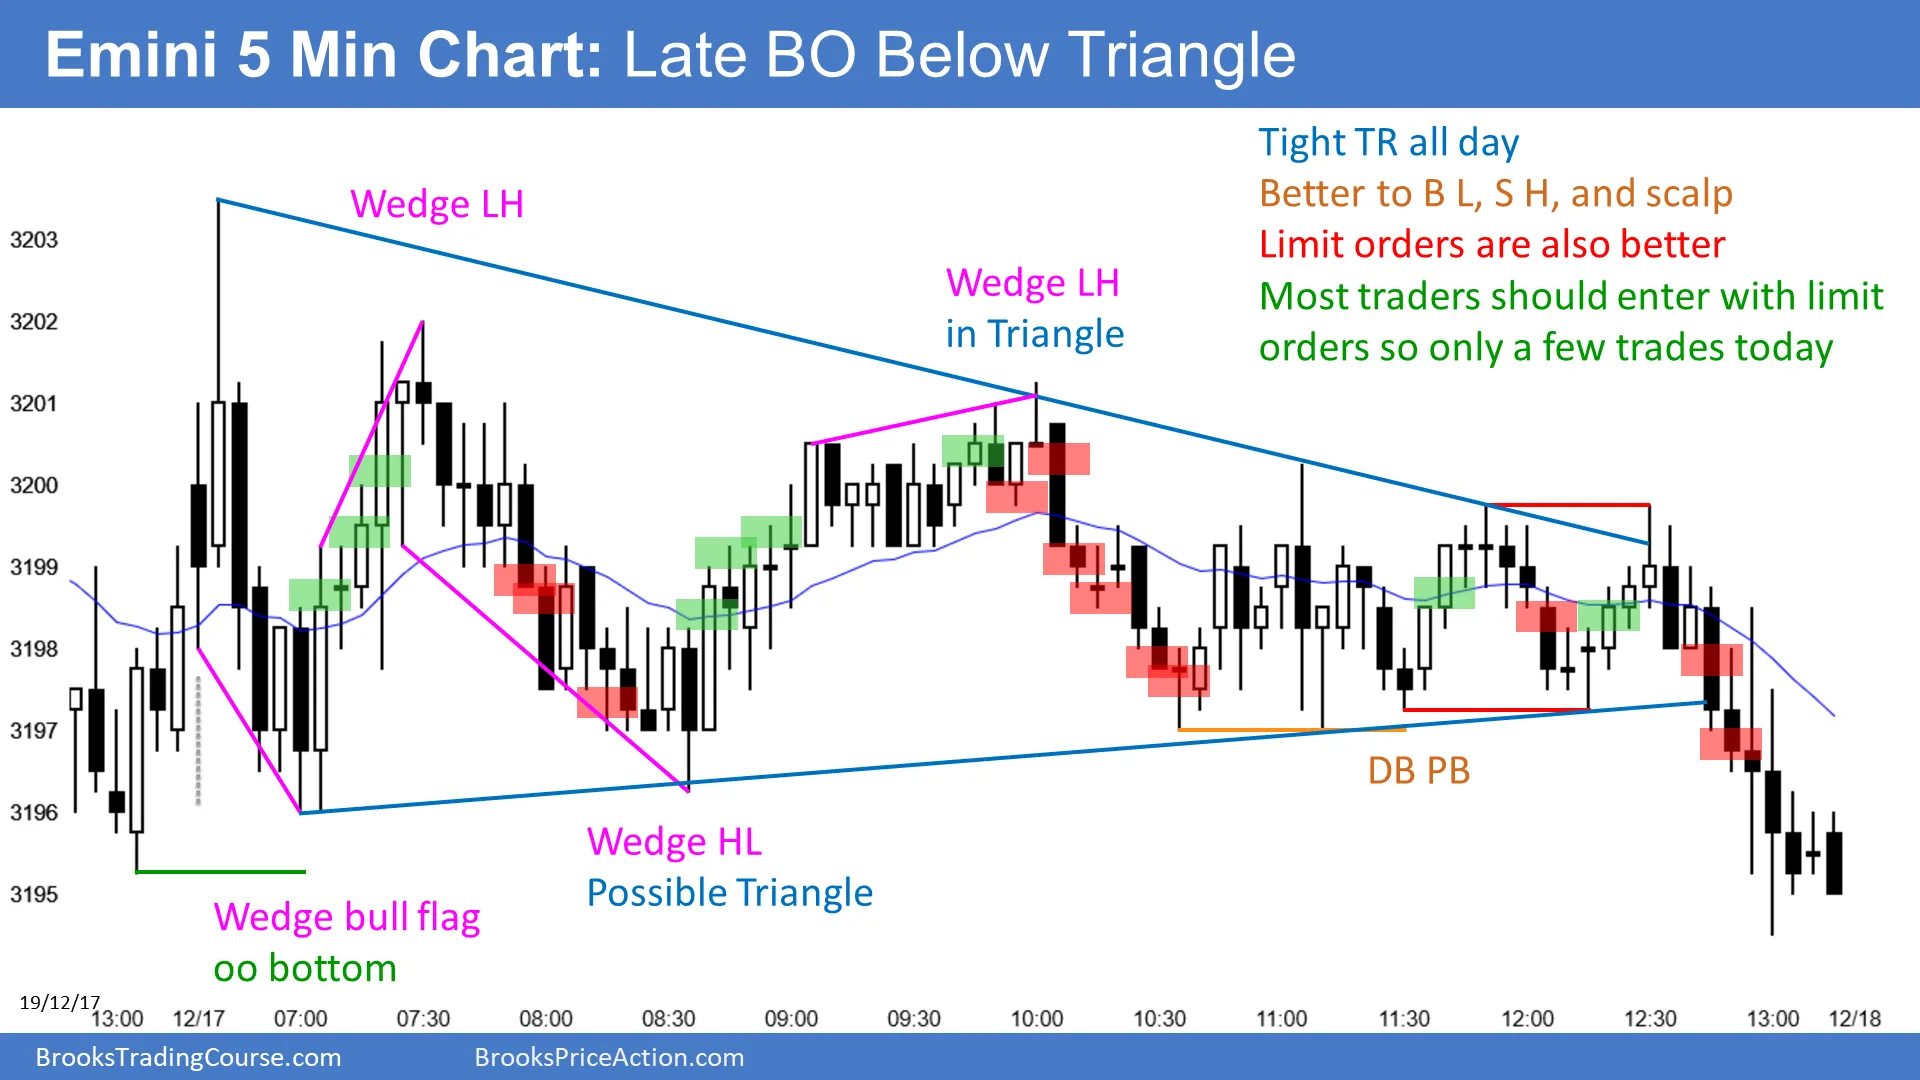 Emini 5 Min Chart: Late BO Below Triangle
Tight TR all day
Better to B L, S H, and scalp
Limit orders are also better
Most traders should enter with limit
orders so only a few trades today
Wedge LH
Wedge LH
in Triangle
3203
3202
3201
3200
3199
3198
3197
3196
3195
DB PB
Wedge HL
Possible Triangle
Wedge bull flag
oo bottom
19/12/17
13:00 12/17 07:00 07:30 08:00 08:30 09:00 09:30 10:00 10:30 11:00 11:30 12:00 12:30 13:00 12/18
BrooksTradingCourse.com BrooksPriceAction.com